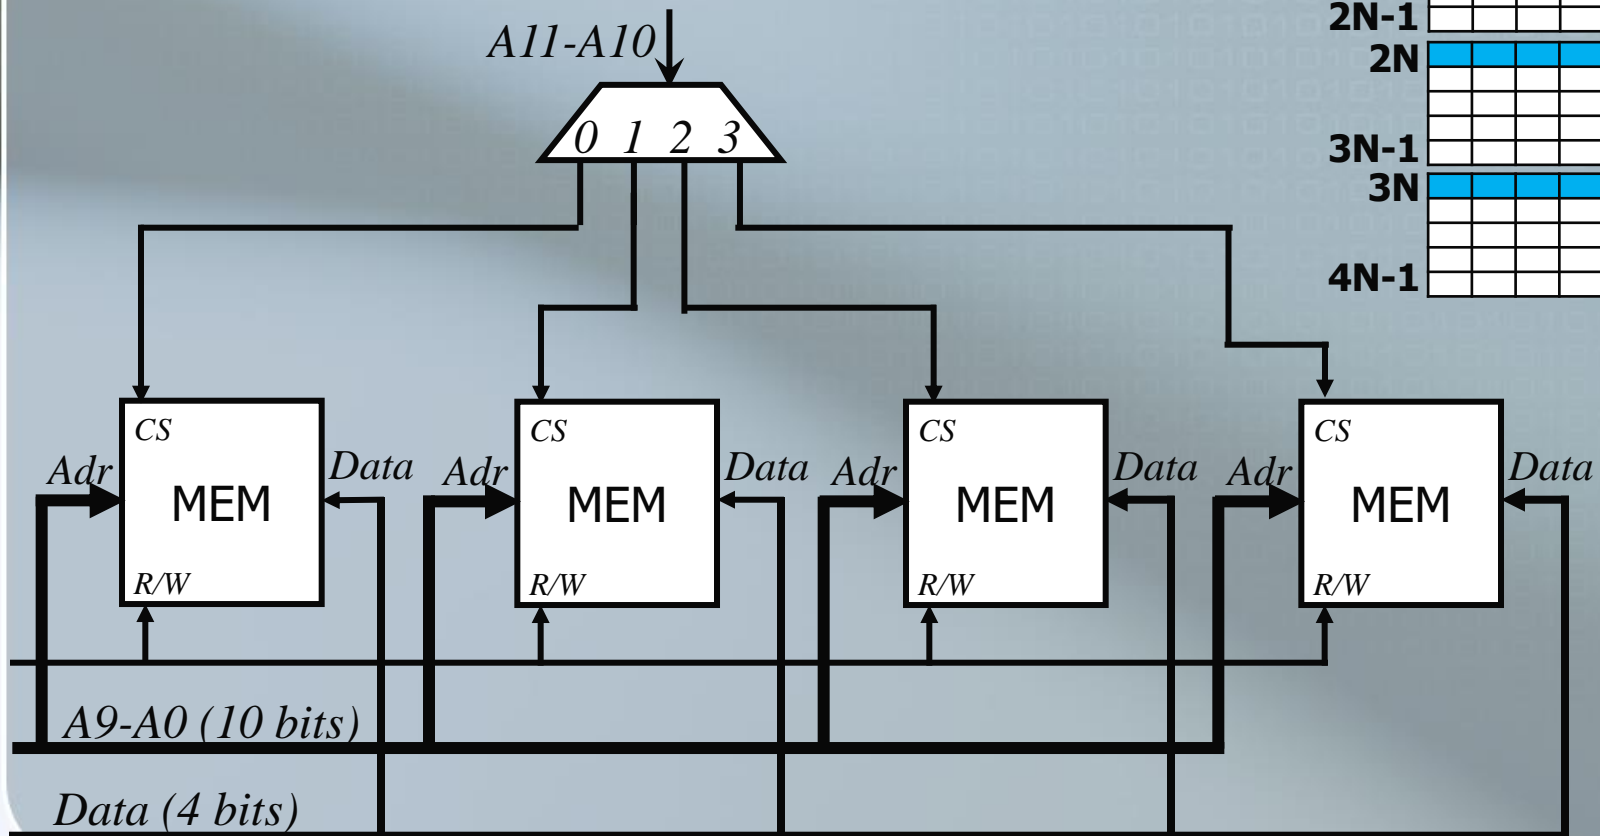 2N-1
A11-A10
2N
0 1 2 3
3N-1
3N
4N-1
CS
CS
CS
CS
Adr
Data
Adr
Data
Adr
Data
Adr
Data
MEM
MEM
MEM
MEM
R/W
R/W
R/W
R/W
A9-A0 (10 bits)
Data (4 bits)